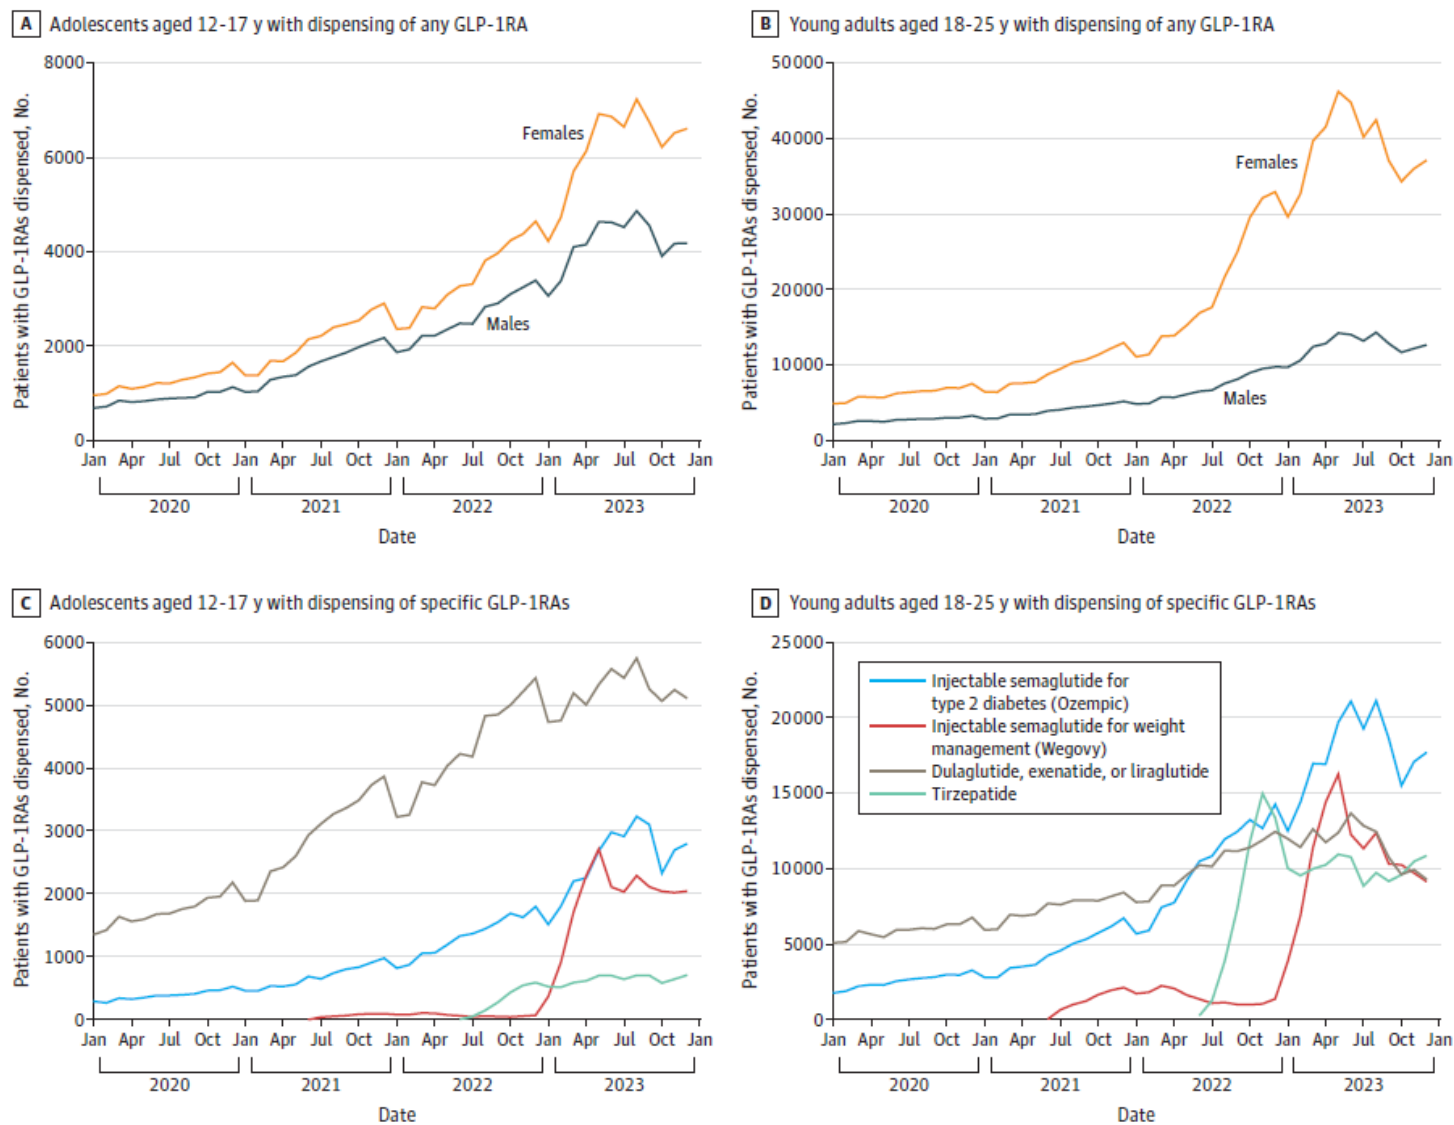 A Adolescents aged 12-17 y with dispensing of any GLP-1RA
Patients with GLP-1RAs dispensed, No.
8000
6000
4000
2000
0
Females
Males
Jan Apr Jul Oct Jan Apr Jul Oct Jan Apr Jul Oct Jan Apr Jul Oct Jan
2020 2021 2022 2023
Date
B Young adults aged 18-25 y with dispensing of any GLP-1RA
Patients with GLP-1RAs dispensed, No.
50000
40000
30000
20000
10000
0
Females
Males
Jan Apr Jul Oct Jan Apr Jul Oct Jan Apr Jul Oct Jan Apr Jul Oct Jan
2020 2021 2022 2023
Date
C Adolescents aged 12-17 y with dispensing of specific GLP-1RAs
Patients with GLP-1RAs dispensed, No.
6000
5000
4000
3000
2000
1000
0
Jan Apr Jul Oct Jan Apr Jul Oct Jan Apr Jul Oct Jan Apr Jul Oct Jan
2020 2021 2022 2023
Date
D Young adults aged 18-25 y with dispensing of specific GLP-1RAs
Patients with GLP-1RAs dispensed, No.
25000
20000
15000
10000
5000
0
Injectable semaglutide for
type 2 diabetes (Ozempic)
Injectable semaglutide for weight
management (Wegovy)
Dulaglutide, exenatide, or liraglutide
Tirzepatide
Jan Apr Jul Oct Jan Apr Jul Oct Jan Apr Jul Oct Jan Apr Jul Oct Jan
2020 2021 2022 2023
Date